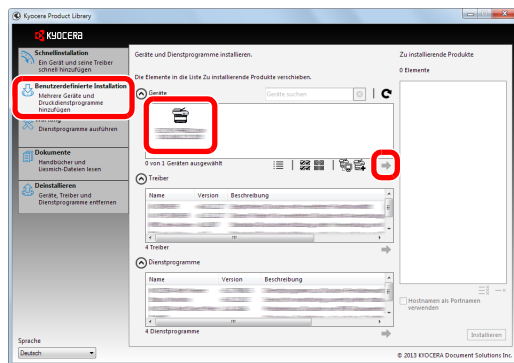 Kyocera Product Library
KYOCERA
Schnellinstallation
Ein Gerät und seine Treiber
schnell hinzufügen
Benutzerdefinierte Installation
Mehrere Geräte und
Druckdienstprogramme
hinzufügen
Wartung
Dienstprogramme ausführen
Dokumente
Handbücher und
Liesmich-Dateien lesen
Deinstallieren
Geräte, Treiber und
Dienstprogramme entfernen
Sprache
Deutsch
Geräte und Dienstprogramme installieren.
Die Elemente in die Liste Zu installierende Produkte verschieben.
Geräte
Geräte suchen
0 von 1 Geräten ausgewählt
Treiber
Name Version Beschreibung
4 Treiber
Dienstprogramme
Name Version Beschreibung
4 Dienstprogramme
Zu installierende Produkte
0 Elemente
Hostnamen als Portnamen
verwenden
Installieren
© 2013 KYOCERA Document Solutions Inc.